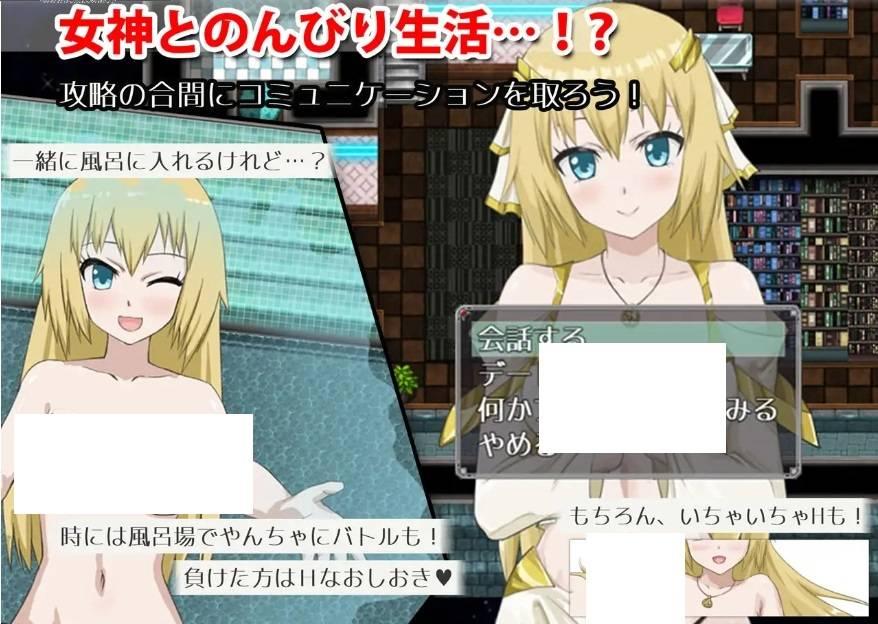 女神とのんびり生活…！？
攻略の合間にコミュニケーションを取ろう！
一緒に風呂に入れるけれど…？
会話する
デー
何か
みる
やめる
時には風呂場でやんちゃにバトルも！
負けた方はHなおしおき♥
もちろん、いちゃいちゃHも！